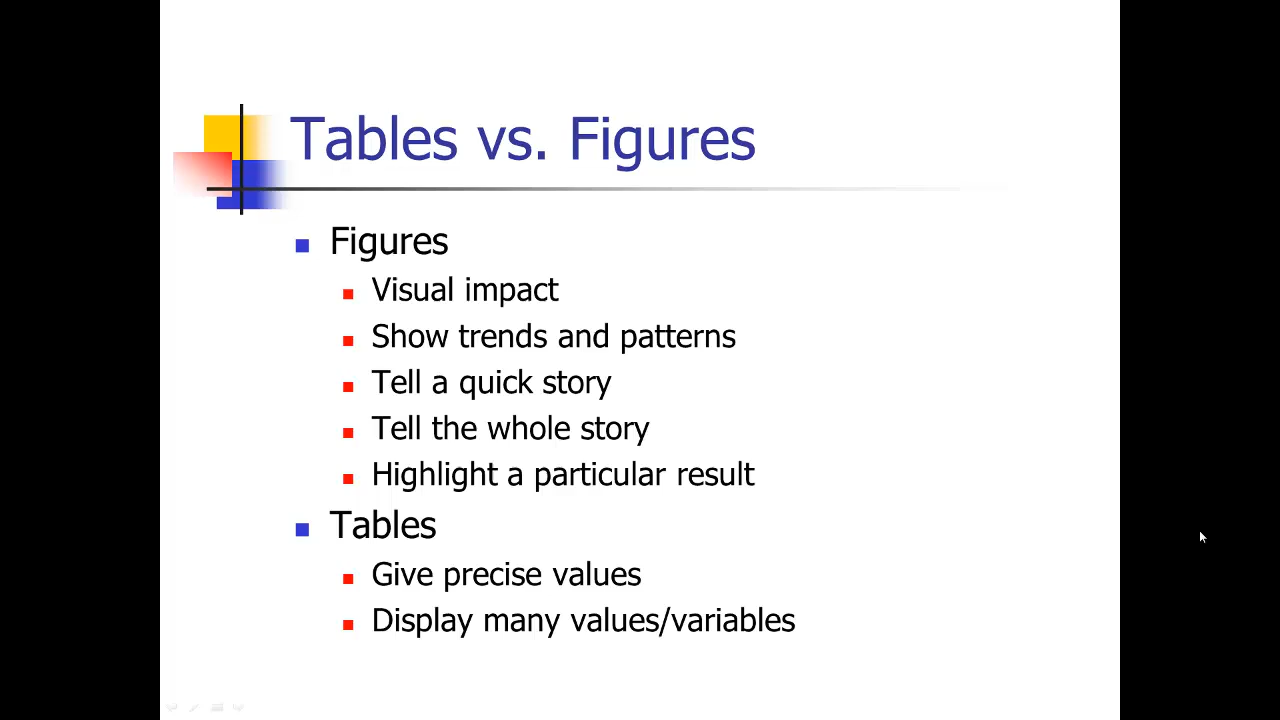 Tables vs. Figures
Figures
Visual impact
Show trends and patterns
Tell a quick story
Tell the whole story
Highlight a particular result
Tables
Give precise values
Display many values/variables